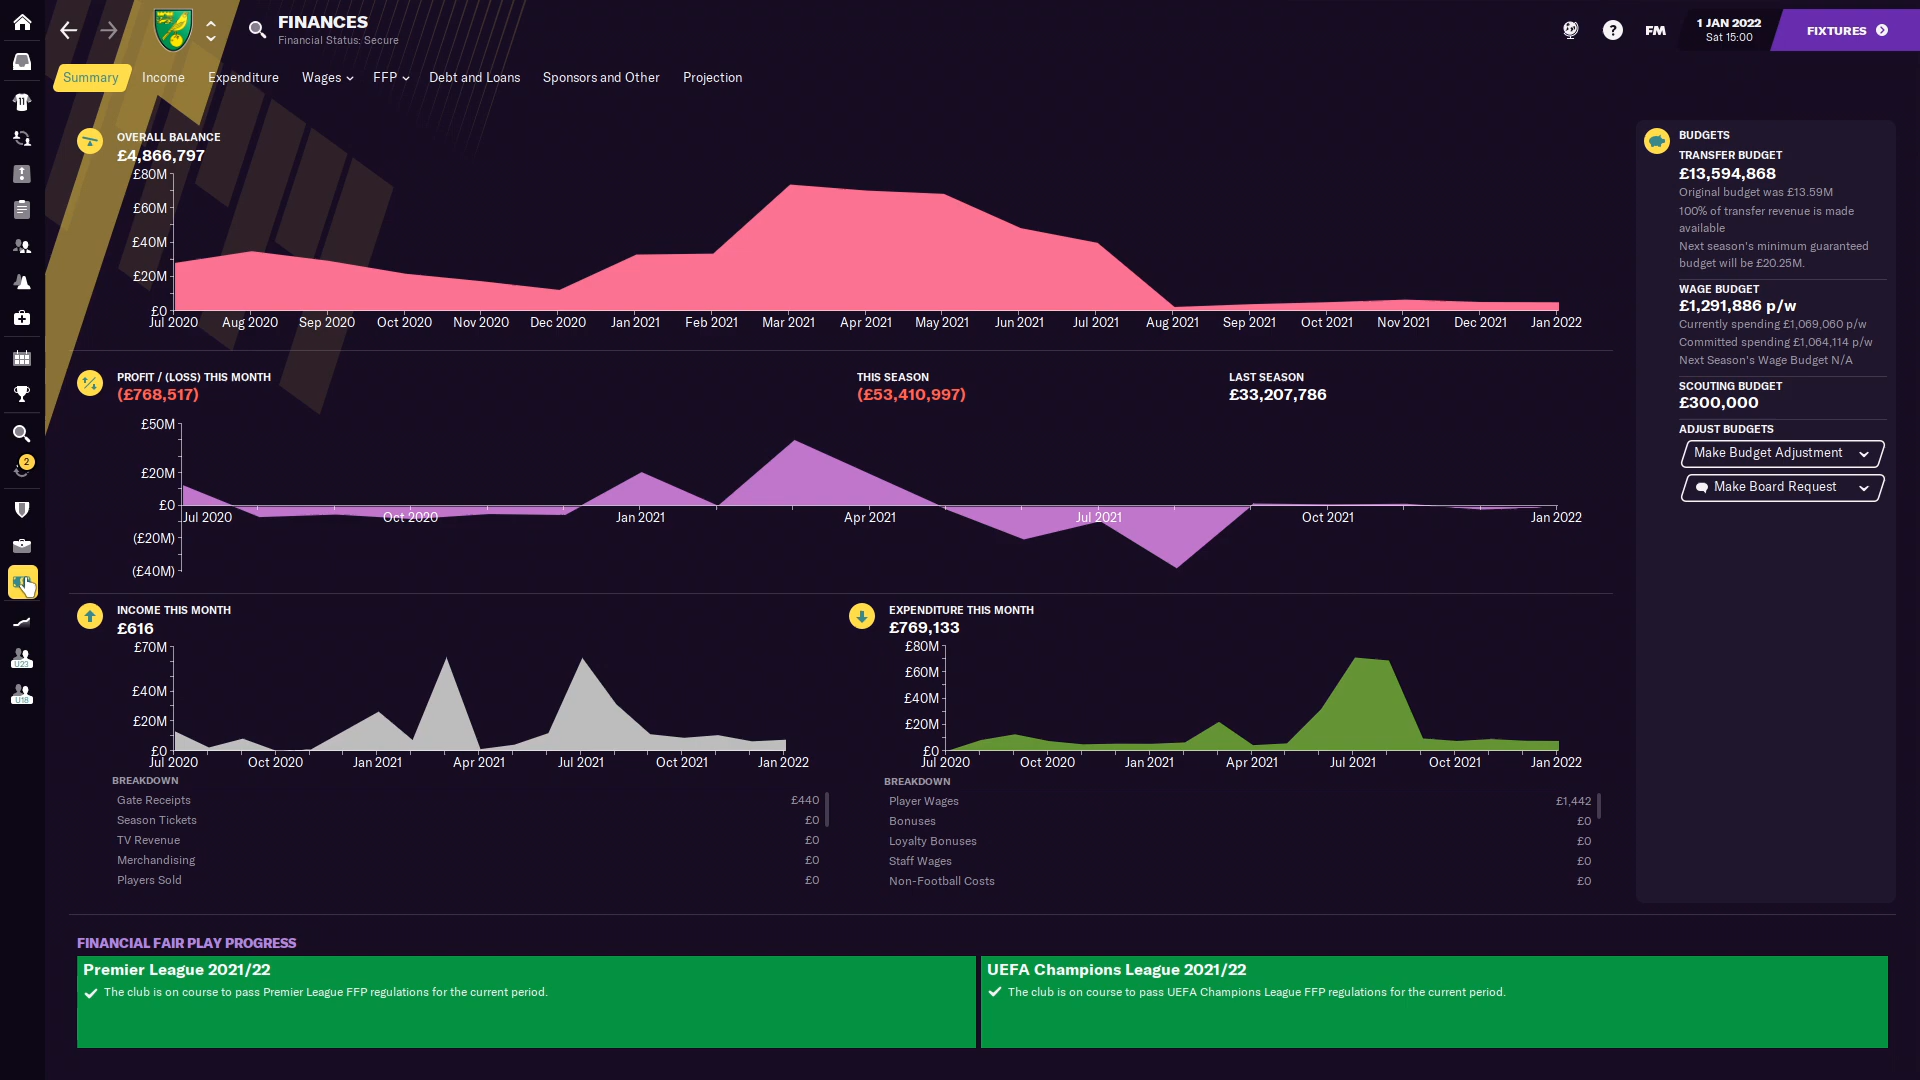 FINANCES
Financial Status: Secure
FM
1 JAN 2022
Sat 15:00
FIXTURES
Summary
Income
Expenditure
Wages
FFP
Debt and Loans
Sponsors and Other
Projection
OVERALL BALANCE
£4,866,797
£80M
£60M
£40M
£20M
£0
Jul 2020
Aug 2020
Sep 2020
Oct 2020
Nov 2020
Dec 2020
Jan 2021
Feb 2021
Mar 2021
Apr 2021
May 2021
Jun 2021
Jul 2021
Aug 2021
Sep 2021
Oct 2021
Nov 2021
Dec 2021
Jan 2022
PROFIT / (LOSS) THIS MONTH
(£768,517)
THIS SEASON
(£53,410,997)
LAST SEASON
£33,207,786
£50M
£20M
£0
(£20M)
(£40M)
Jul 2020
Oct 2020
Jan 2021
Apr 2021
Jul 2021
Oct 2021
Jan 2022
INCOME THIS MONTH
£616
£70M
£40M
£20M
£0
Jul 2020
Oct 2020
Jan 2021
Apr 2021
Jul 2021
Oct 2021
Jan 2022
BREAKDOWN
Gate Receipts £440
Season Tickets £0
TV Revenue £0
Merchandising £0
Players Sold £0
EXPENDITURE THIS MONTH
£769,133
£80M
£60M
£40M
£20M
£0
Jul 2020
Oct 2020
Jan 2021
Apr 2021
Jul 2021
Oct 2021
Jan 2022
BREAKDOWN
Player Wages £1,442
Bonuses £0
Loyalty Bonuses £0
Staff Wages £0
Non-Football Costs £0
BUDGETS
TRANSFER BUDGET
£13,594,868
Original budget was £13.59M
100% of transfer revenue is made
available
Next season's minimum guaranteed
budget will be £20.25M.
WAGE BUDGET
£1,291,886 p/w
Currently spending £1,069,060 p/w
Committed spending £1,064,114 p/w
Next Season's Wage Budget N/A
SCOUTING BUDGET
£300,000
ADJUST BUDGETS
Make Budget Adjustment
Make Board Request
FINANCIAL FAIR PLAY PROGRESS
Premier League 2021/22
The club is on course to pass Premier League FFP regulations for the current period.
UEFA Champions League 2021/22
The club is on course to pass UEFA Champions League FFP regulations for the current period.
11
2
U23
U18